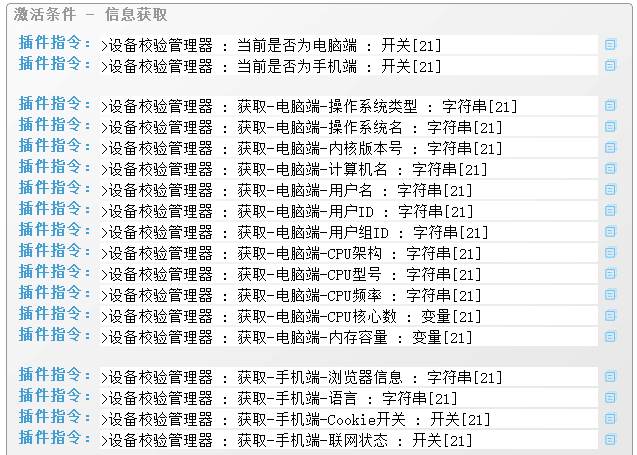 激活条件 - 信息获取
插件指令: >设备校验管理器 : 当前是否为电脑端 : 开关[21]
插件指令: >设备校验管理器 : 当前是否为手机端 : 开关[21]
插件指令: >设备校验管理器 : 获取-电脑端-操作系统类型 : 字符串[21]
插件指令: >设备校验管理器 : 获取-电脑端-操作系统名 : 字符串[21]
插件指令: >设备校验管理器 : 获取-电脑端-内核版本号 : 字符串[21]
插件指令: >设备校验管理器 : 获取-电脑端-计算机名 : 字符串[21]
插件指令: >设备校验管理器 : 获取-电脑端-用户名 : 字符串[21]
插件指令: >设备校验管理器 : 获取-电脑端-用户ID : 字符串[21]
插件指令: >设备校验管理器 : 获取-电脑端-用户组ID : 字符串[21]
插件指令: >设备校验管理器 : 获取-电脑端-CPU架构 : 字符串[21]
插件指令: >设备校验管理器 : 获取-电脑端-CPU型号 : 字符串[21]
插件指令: >设备校验管理器 : 获取-电脑端-CPU频率 : 字符串[21]
插件指令: >设备校验管理器 : 获取-电脑端-CPU核心数 : 变量[21]
插件指令: >设备校验管理器 : 获取-电脑端-内存容量 : 变量[21]
插件指令: >设备校验管理器 : 获取-手机端-浏览器信息 : 字符串[21]
插件指令: >设备校验管理器 : 获取-手机端-语言 : 字符串[21]
插件指令: >设备校验管理器 : 获取-手机端-Cookie开关 : 开关[21]
插件指令: >设备校验管理器 : 获取-手机端-联网状态 : 开关[21]